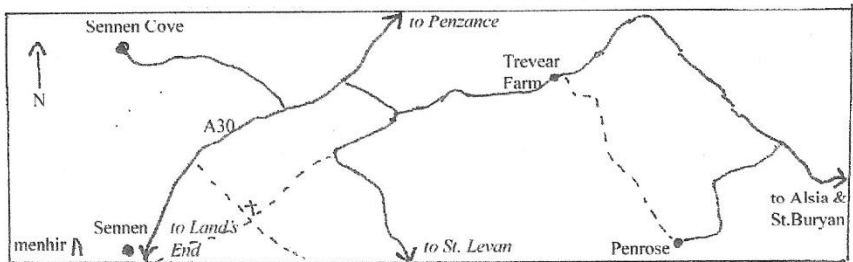 to Penzance
Sennen Cove
Trevear
Farm
N
A30
to Alsia &
St.Buryan
Sennen
to Land's
End
menhir
to St. Levan
Penrose